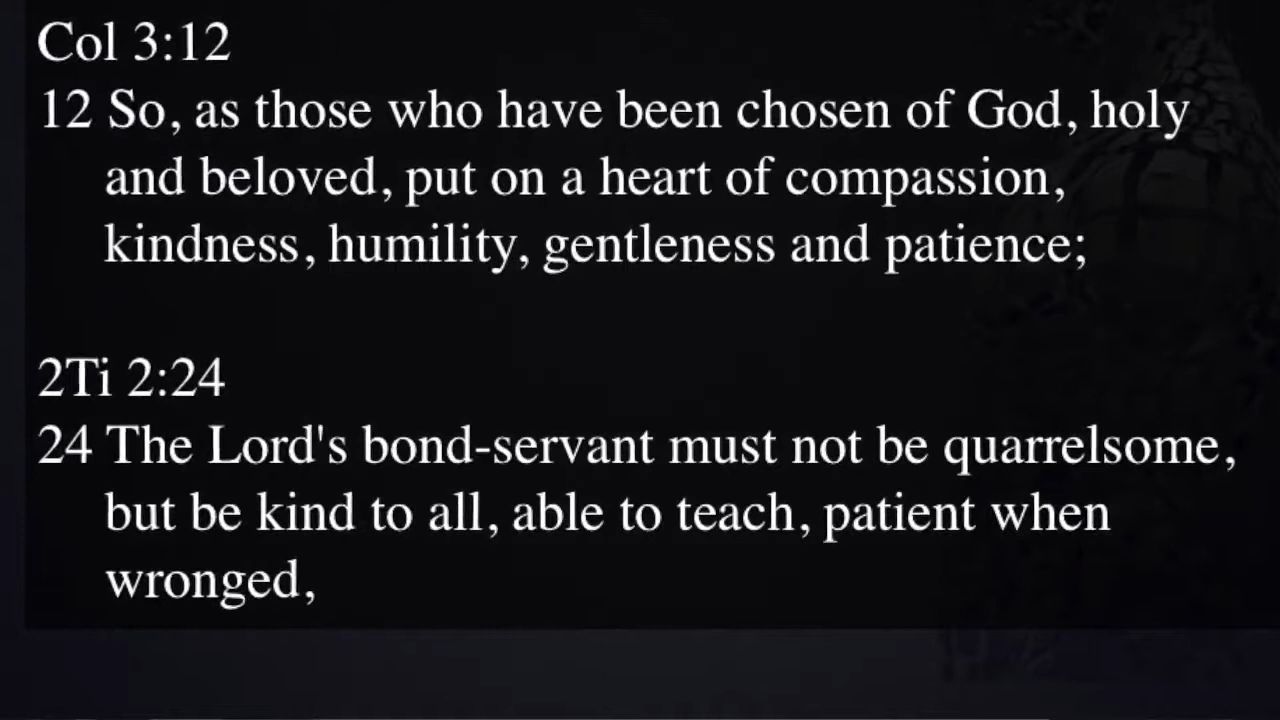 Col 3:12
12 So, as those who have been chosen of God, holy
and beloved, put on a heart of compassion,
kindness, humility, gentleness and patience;
2Ti 2:24
24 The Lord's bond-servant must not be quarrelsome,
but be kind to all, able to teach, patient when
wronged,